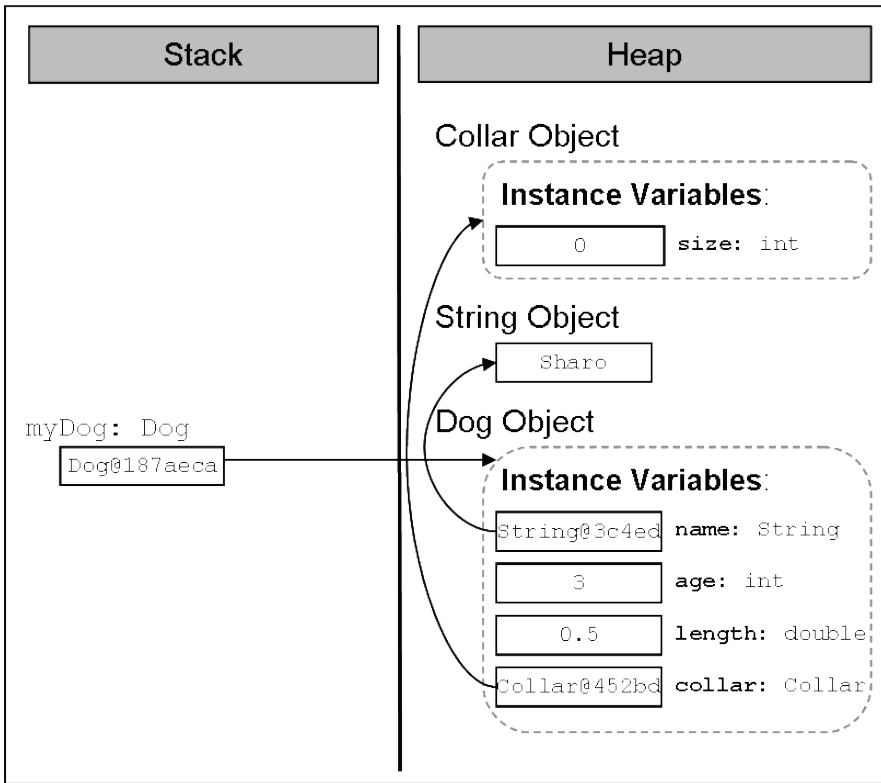 Stack
Heap
Collar Object
Instance Variables:
0 size: int
String Object
Sharo
myDog: Dog
Dog@187aeca
Dog Object
Instance Variables:
String@3c4ed name: String
3 age: int
0.5 length: double
Collar@452bd collar: Collar